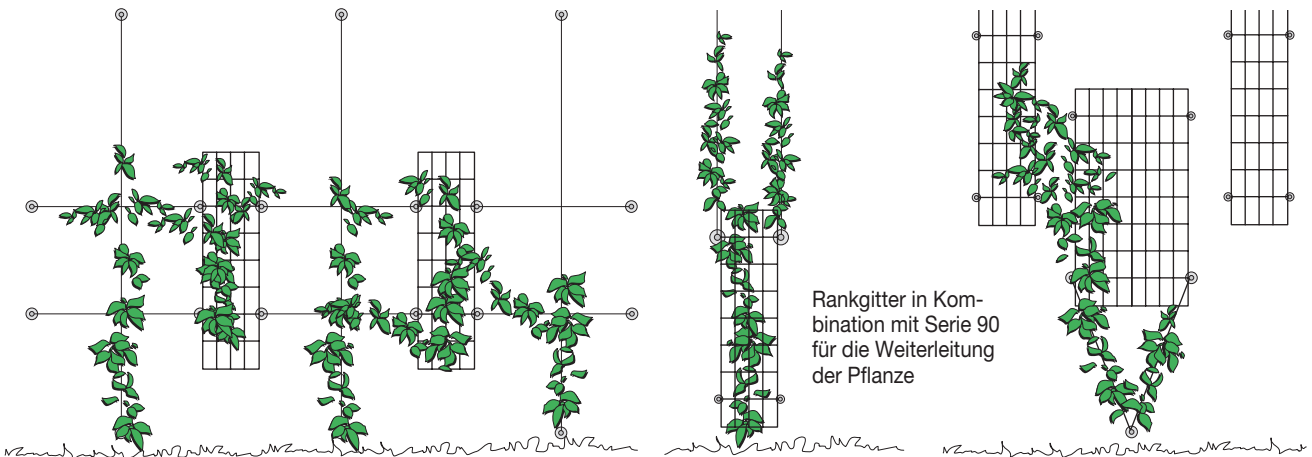 Rankgitter in Kom-
bination mit Serie 90
für die Weiterleitung
der Pflanze